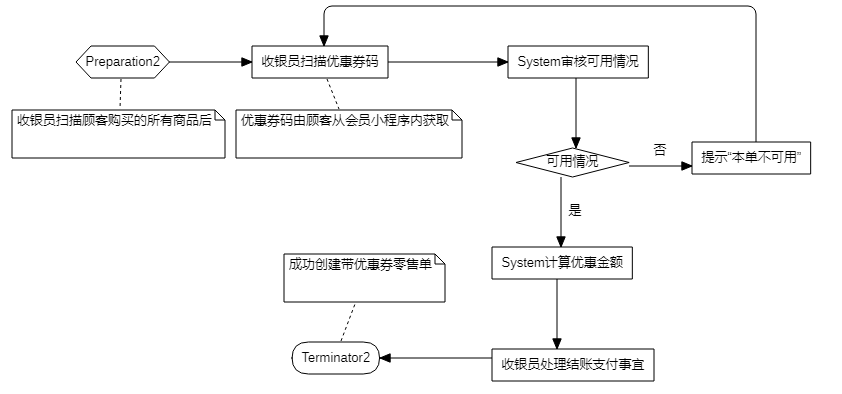 Preparation2
收银员扫描优惠券码
System审核可用情况
收银员扫描顾客购买的所有商品后
优惠券码由顾客从会员小程序内获取
可用情况
否
提示“本单不可用”
是
System计算优惠金额
成功创建带优惠券零售单
Terminator2
收银员处理结账支付事宜